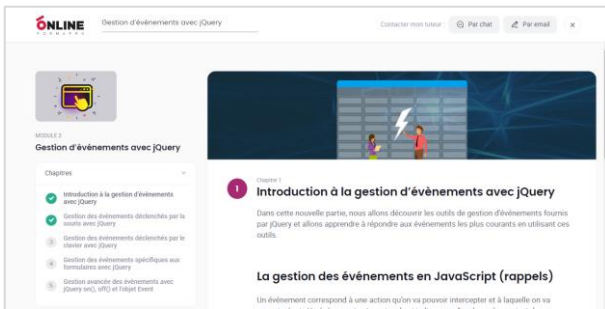 ONLINE
FORMAPRO
Gestion d'événements avec jQuery
Contacter mon tuteur :
Par chat
Par email
×
MODULE 3
Gestion d'événements avec jQuery
Chapitres
Introduction à la gestion d'évènements
avec jQuery
Gestion des événements déclenchés par la
souris avec jQuery
3 Gestion des événements déclenchés par le
clavier avec jQuery
4 Gestion des événements spécifiques aux
formulaires avec jQuery
5 Gestion avancée des événements avec
jQuery on(), off() et l'objet Event
1
Chapitre 1
Introduction à la gestion d'évènements avec jQuery
Dans cette nouvelle partie, nous allons découvrir les outils de gestion d'événements fournis
par jQuery et allons apprendre à répondre aux événements les plus courants en utilisant ces
outils.
La gestion des événements en JavaScript (rappels)
Un événement correspond à une action qu'on va pouvoir intercepter et à laquelle on va